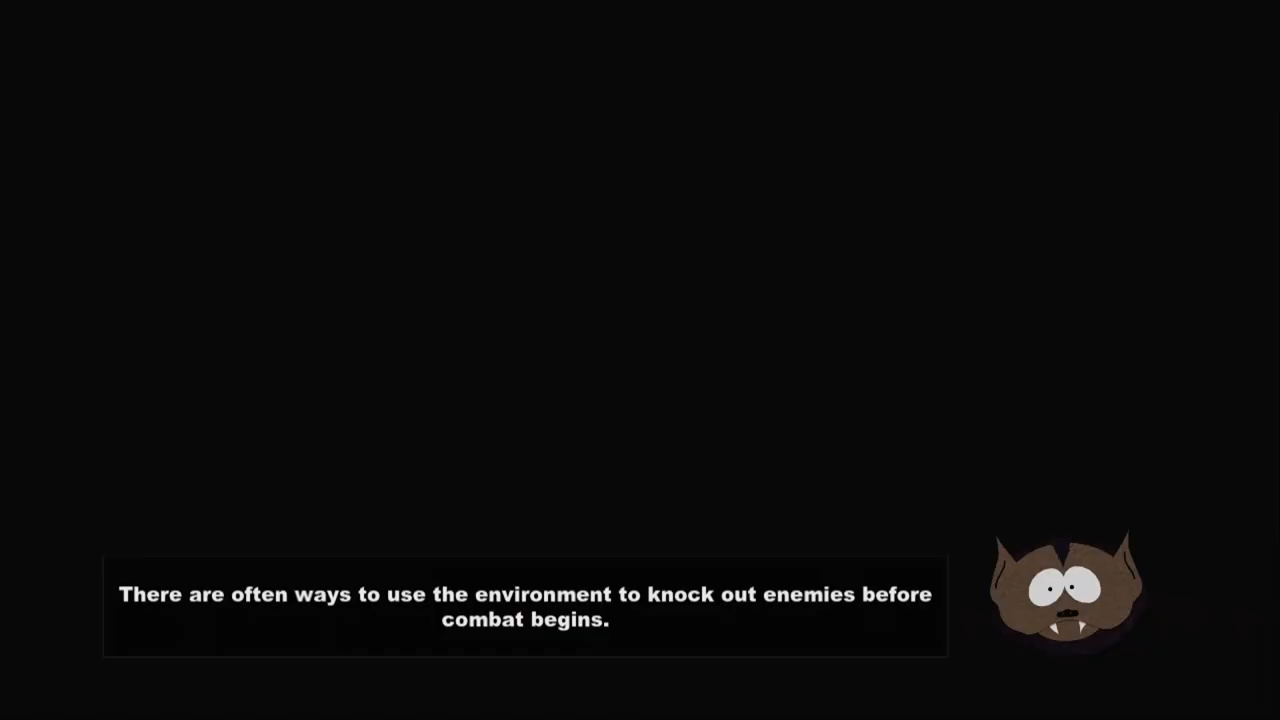 There are often ways to use the environment to knock out enemies before
combat begins.